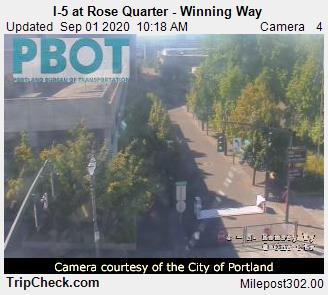 I-5 at Rose Quarter - Winning Way
Updated Sep 01 2020 10:18 AM Camera 4
PBOT
PORTLAND BUREAU OF TRANSPORTATION
Camera courtesy of the City of Portland
TripCheck.com Milepost302.00